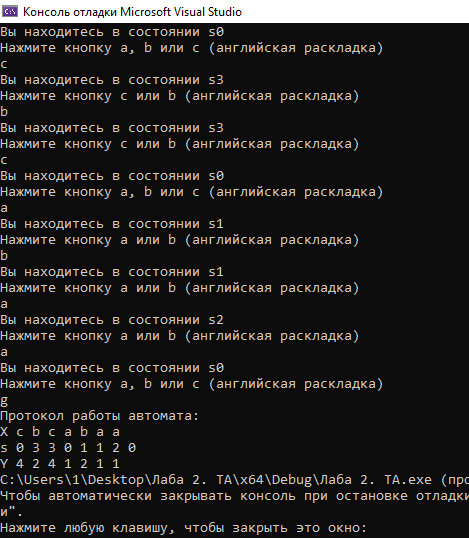 Консоль отладки Microsoft Visual Studio
Вы находитесь в состоянии s0
Нажмите кнопку a, b или c (английская раскладка)
c
Вы находитесь в состоянии s3
Нажмите кнопку c или b (английская раскладка)
b
Вы находитесь в состоянии s3
Нажмите кнопку c или b (английская раскладка)
c
Вы находитесь в состоянии s0
Нажмите кнопку a, b или c (английская раскладка)
a
Вы находитесь в состоянии s1
Нажмите кнопку a или b (английская раскладка)
b
Вы находитесь в состоянии s1
Нажмите кнопку a или b (английская раскладка)
a
Вы находитесь в состоянии s2
Нажмите кнопку a или b (английская раскладка)
a
Вы находитесь в состоянии s0
Нажмите кнопку a, b или c (английская раскладка)
g
Протокол работы автомата:
X c b c a b a a
s 0 3 3 0 1 1 2 0
Y 4 2 4 1 2 1 1
C:\Users\1\Desktop\Лаба 2. ТА\x64\Debug\Лаба 2. ТА.exe (про
Чтобы автоматически закрывать консоль при остановке отладки
и".
Нажмите любую клавишу, чтобы закрыть это окно: